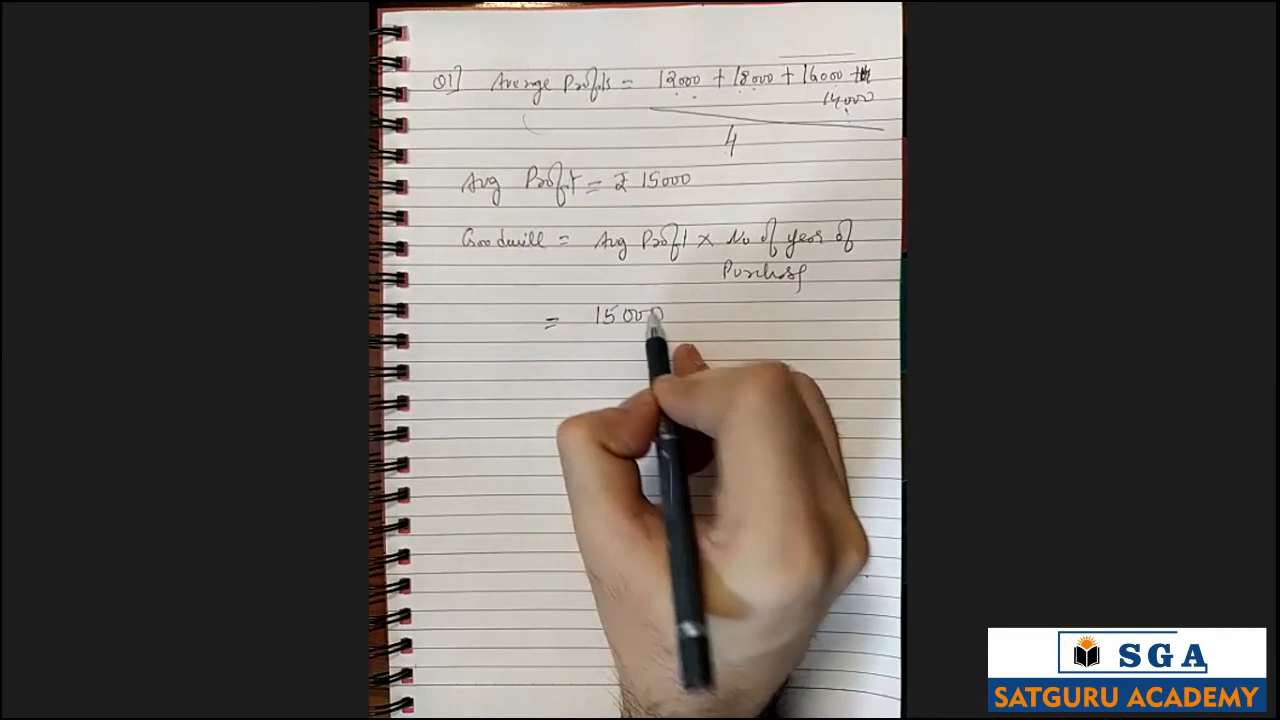 Q1] Average Profits = 12000 + 18000 + 16000 +
14000
4
Avg Profit = ₹ 15000
Goodwill = Avg Profit × No of year of
Purchase
= 15000
SGA
SATGURU ACADEMY